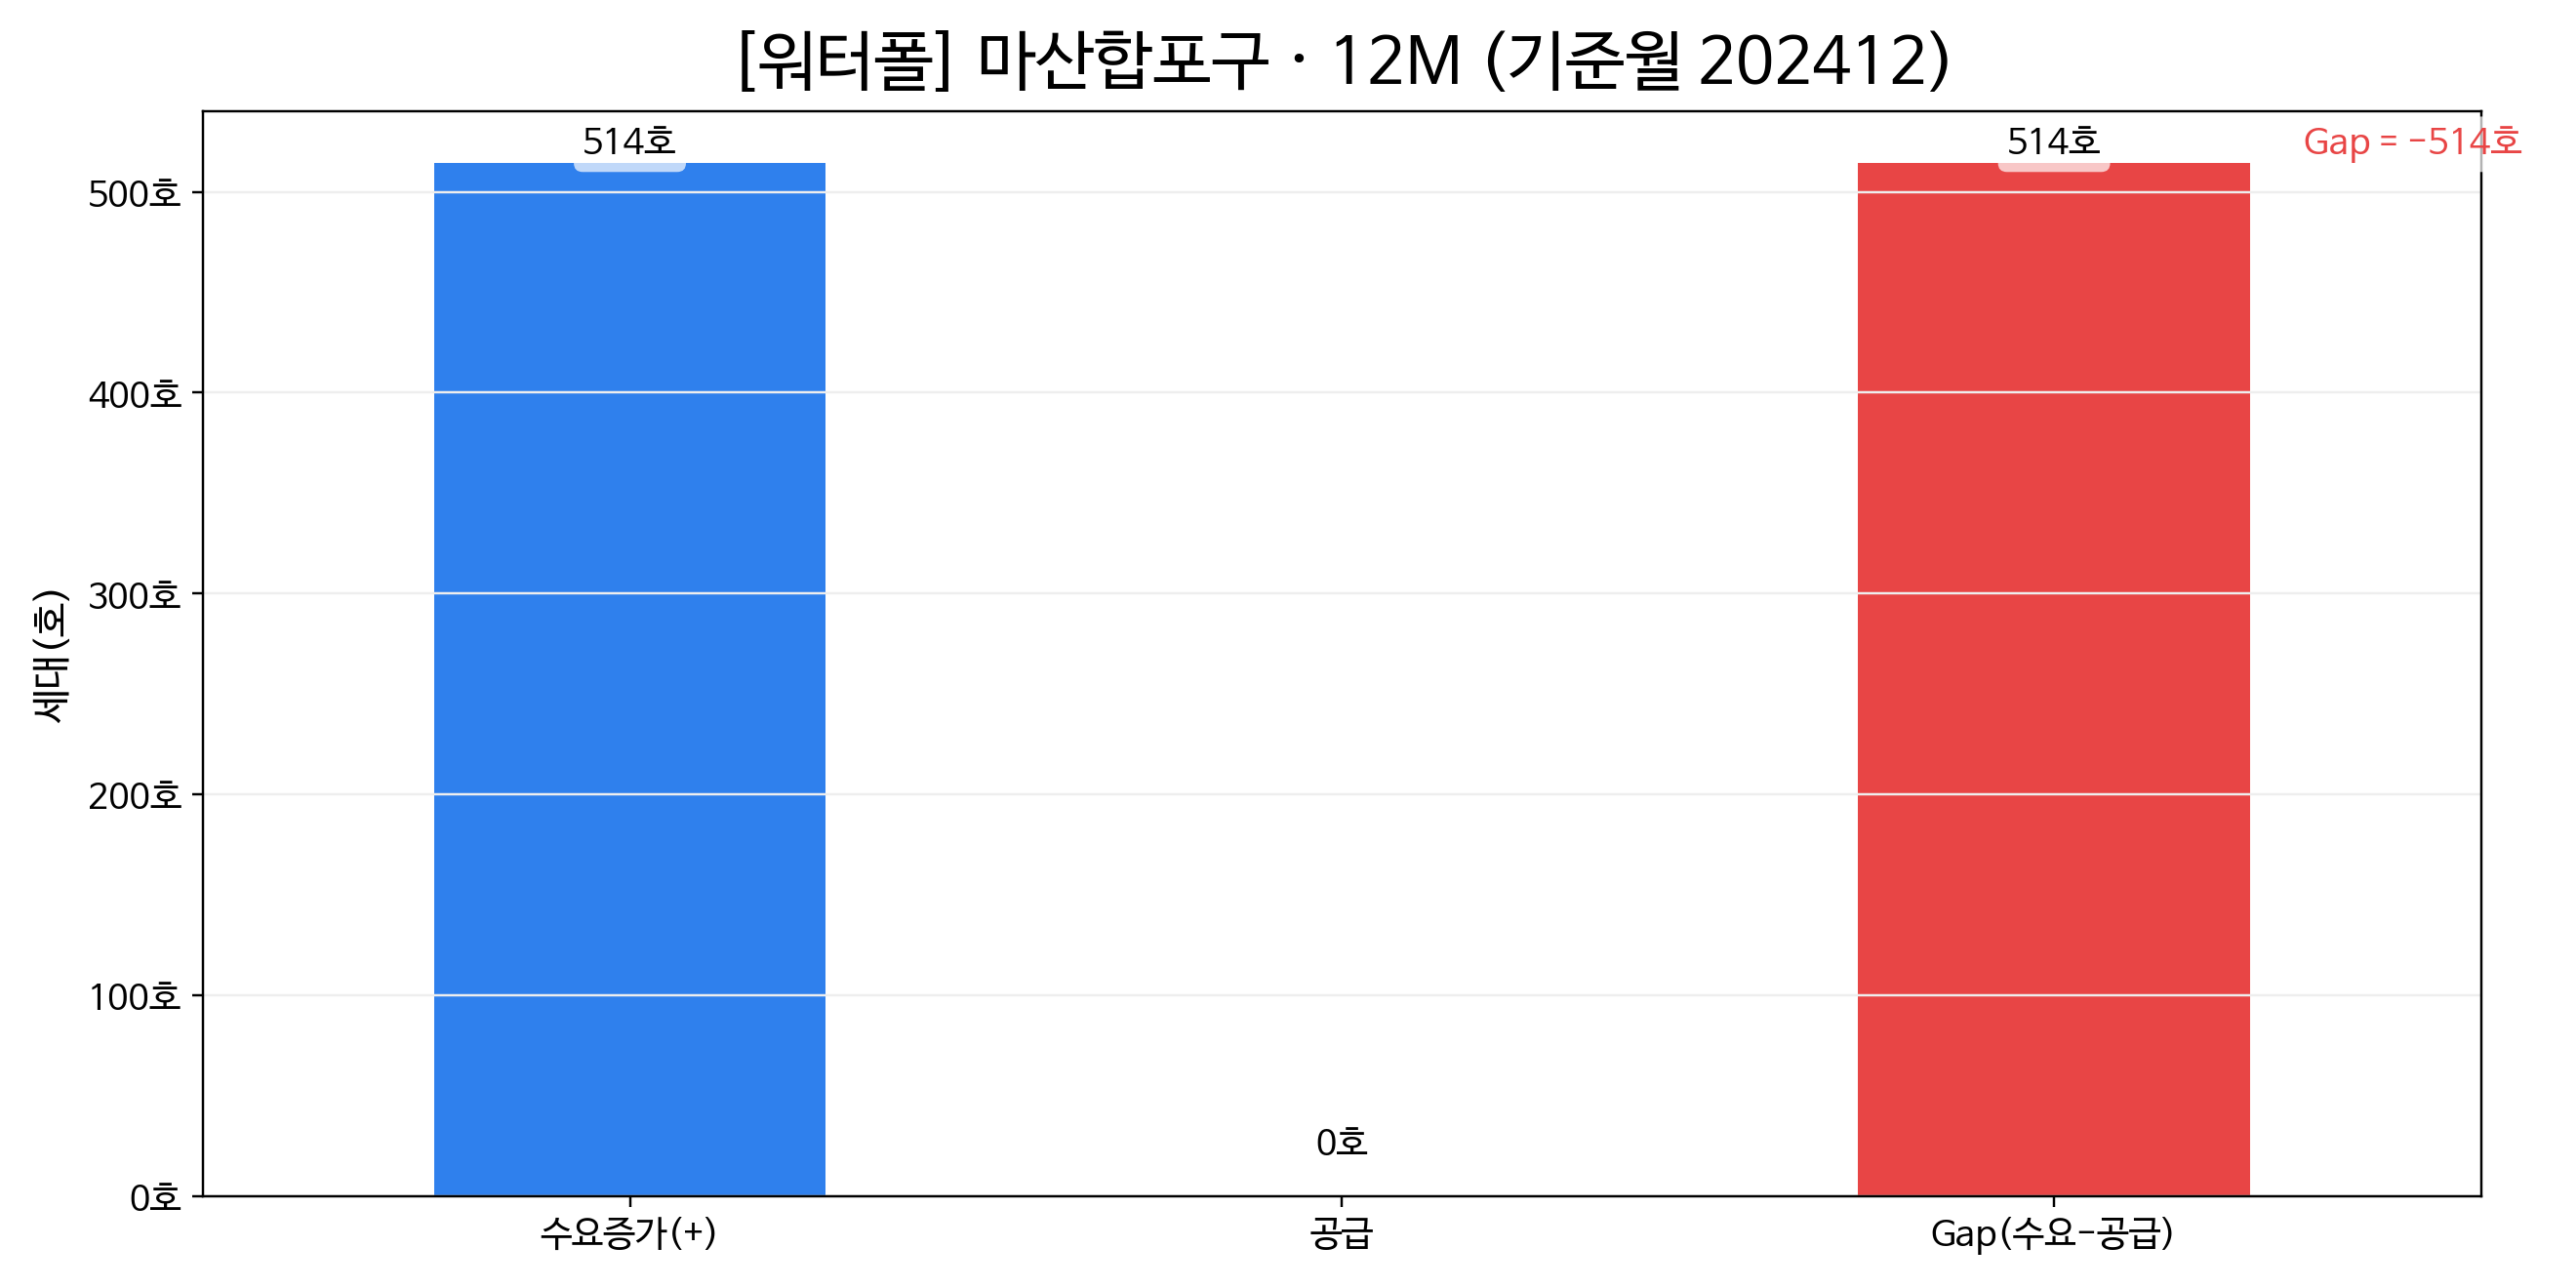 [워터폴] 마산합포구 · 12M (기준월 202412)
514호
514호
Gap = −514호
500호
400호
300호
200호
100호
0호
세대(호)
0호
수요증가(+)
공급
Gap(수요-공급)